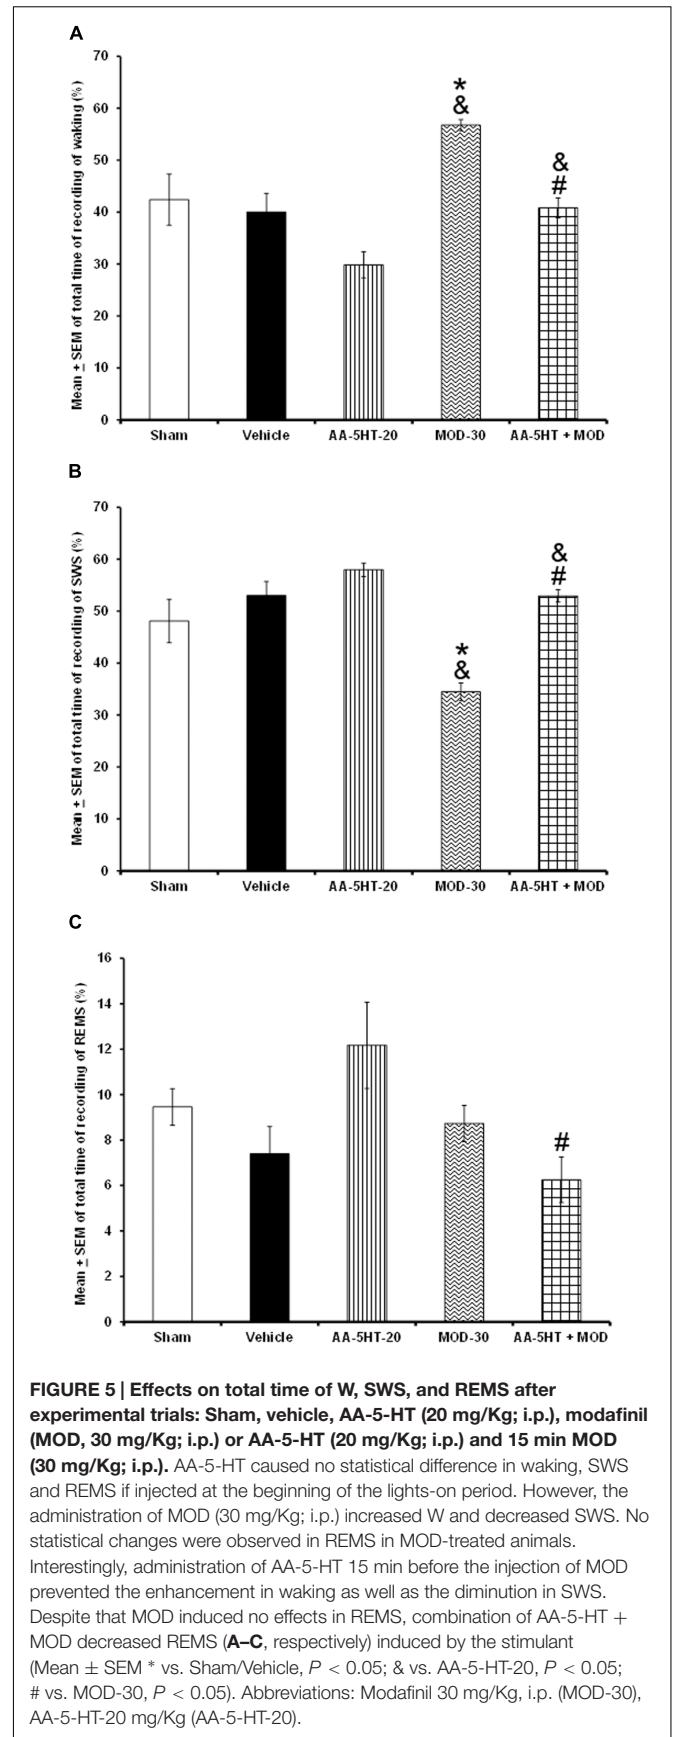 A
Mean ± SEM of total time of recording of waking (%)
70
60
50
40
30
20
10
0
*
&
&
#
Sham
Vehicle
AA-5HT-20
MOD-30
AA-5HT + MOD
B
Mean ± SEM of total time of recording of SWS (%)
70
60
50
40
30
20
10
0
*
&
&
#
Sham
Vehicle
AA-5HT-20
MOD-30
AA-5HT + MOD
C
Mean ± SEM of total time of recording of REMS (%)
16
14
12
10
8
6
4
2
0
#
Sham
Vehicle
AA-5HT-20
MOD-30
AA-5HT + MOD
FIGURE 5 | Effects on total time of W, SWS, and REMS after
experimental trials: Sham, vehicle, AA-5-HT (20 mg/Kg; i.p.), modafinil
(MOD, 30 mg/Kg; i.p.) or AA-5-HT (20 mg/Kg; i.p.) and 15 min MOD
(30 mg/Kg; i.p.). AA-5-HT caused no statistical difference in waking, SWS
and REMS if injected at the beginning of the lights-on period. However, the
administration of MOD (30 mg/Kg; i.p.) increased W and decreased SWS. No
statistical changes were observed in REMS in MOD-treated animals.
Interestingly, administration of AA-5-HT 15 min before the injection of MOD
prevented the enhancement in waking as well as the diminution in SWS.
Despite that MOD induced no effects in REMS, combination of AA-5-HT +
MOD decreased REMS (A–C, respectively) induced by the stimulant
(Mean ± SEM * vs. Sham/Vehicle, P < 0.05; & vs. AA-5-HT-20, P < 0.05;
# vs. MOD-30, P < 0.05). Abbreviations: Modafinil 30 mg/Kg, i.p. (MOD-30),
AA-5-HT-20 mg/Kg (AA-5-HT-20).